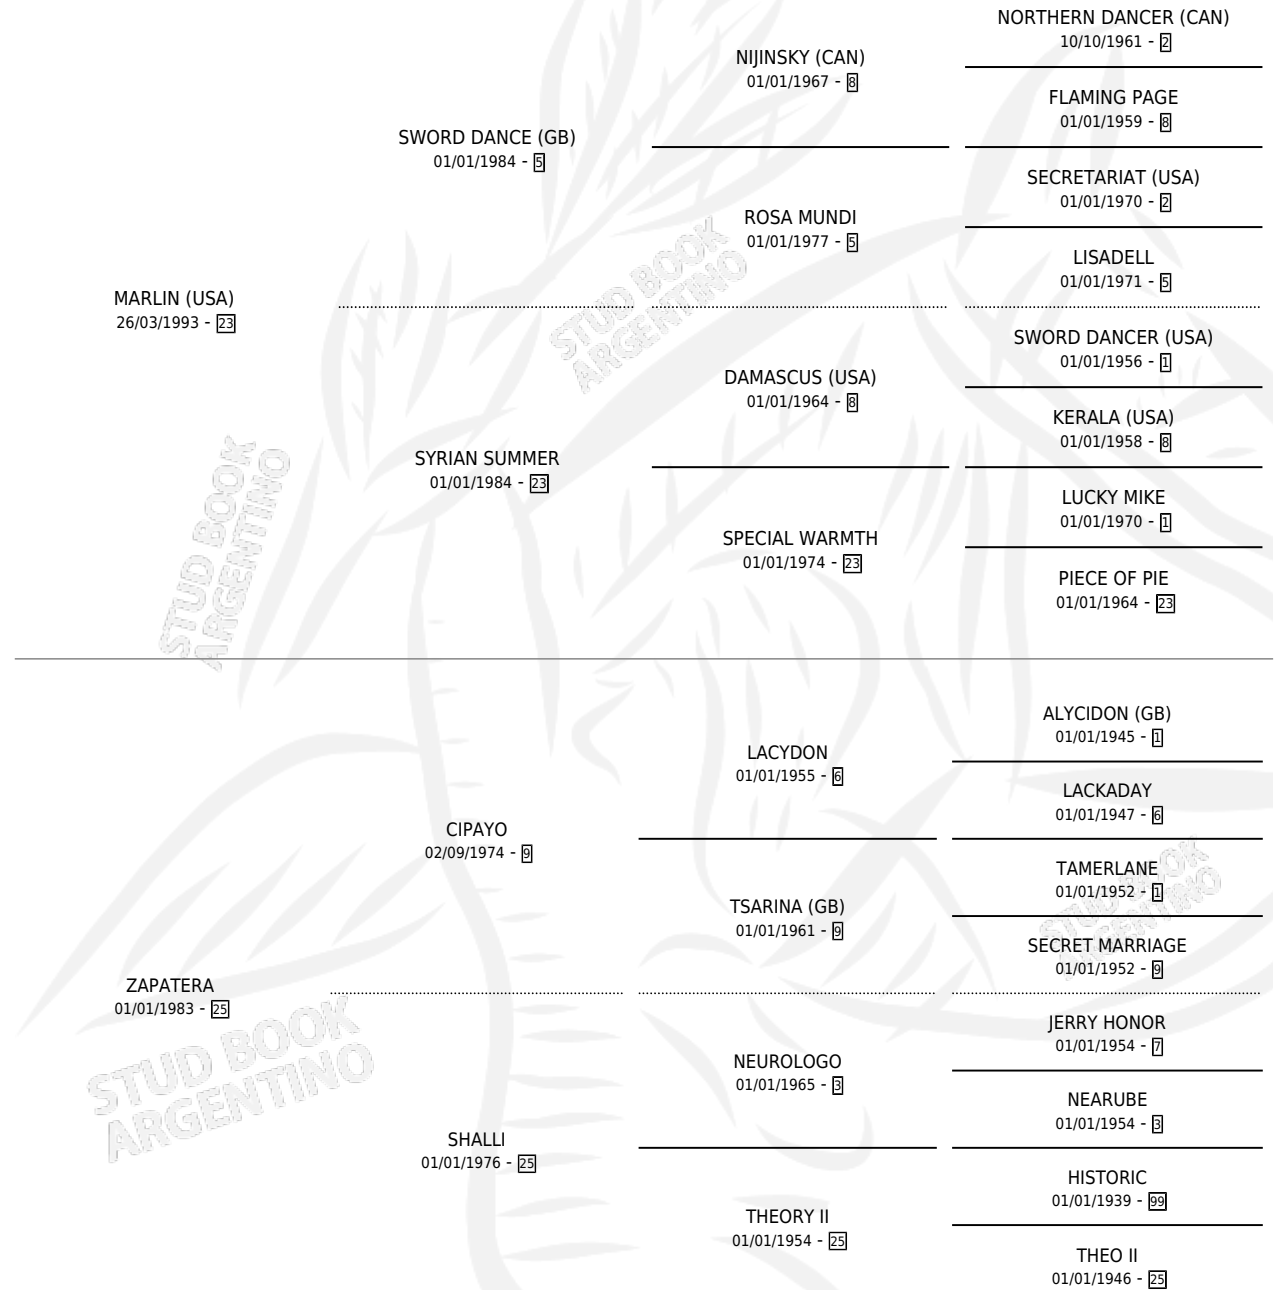 NORTHERN DANCER (CAN)
10/10/1961 - 2
NIJINSKY (CAN)
01/01/1967 - 8
FLAMING PAGE
01/01/1959 - 8
SWORD DANCE (GB)
01/01/1984 - 5
SECRETARIAT (USA)
01/01/1970 - 2
ROSA MUNDI
01/01/1977 - 5
LISADELL
01/01/1971 - 5
MARLIN (USA)
26/03/1993 - 23
SWORD DANCER (USA)
01/01/1956 - 1
DAMASCUS (USA)
01/01/1964 - 8
KERALA (USA)
01/01/1958 - 8
SYRIAN SUMMER
01/01/1984 - 23
LUCKY MIKE
01/01/1970 - 1
SPECIAL WARMTH
01/01/1974 - 23
PIECE OF PIE
01/01/1964 - 23
ALYCIDON (GB)
01/01/1945 - 1
LACYDON
01/01/1955 - 6
LACKADAY
01/01/1947 - 6
CIPAYO
02/09/1974 - 9
TAMERLANE
01/01/1952 - 1
TSARINA (GB)
01/01/1961 - 9
SECRET MARRIAGE
01/01/1952 - 9
ZAPATERA
01/01/1983 - 25
JERRY HONOR
01/01/1954 - 7
NEUROLOGO
01/01/1965 - 3
NEARUBE
01/01/1954 - 3
SHALLI
01/01/1976 - 25
HISTORIC
01/01/1939 - 99
THEORY II
01/01/1954 - 25
THEO II
01/01/1946 - 25
STUD BOOK
ARGENTINO
STUD BOOK
ARGENTINO
STUD BOOK
ARGENTINO
STUD BOOK
ARGENTINO